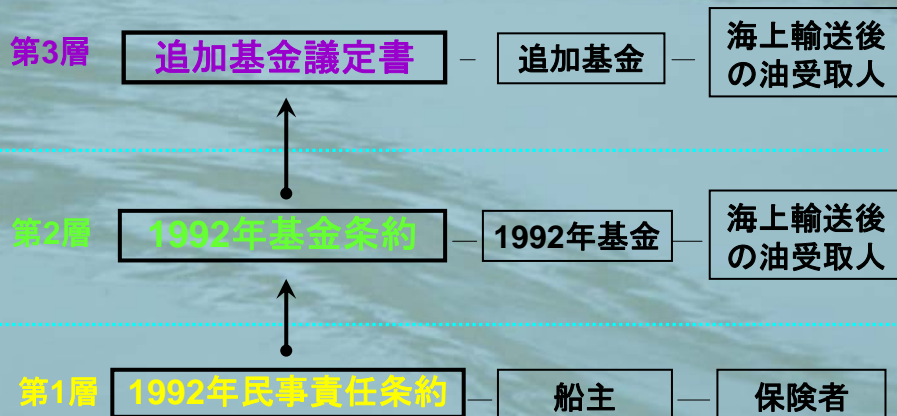 第3層 追加基金議定書 － 追加基金 － 海上輸送後
の油受取人
第2層 1992年基金条約 － 1992年基金 － 海上輸送後
の油受取人
第1層 1992年民事責任条約 － 船主 － 保険者